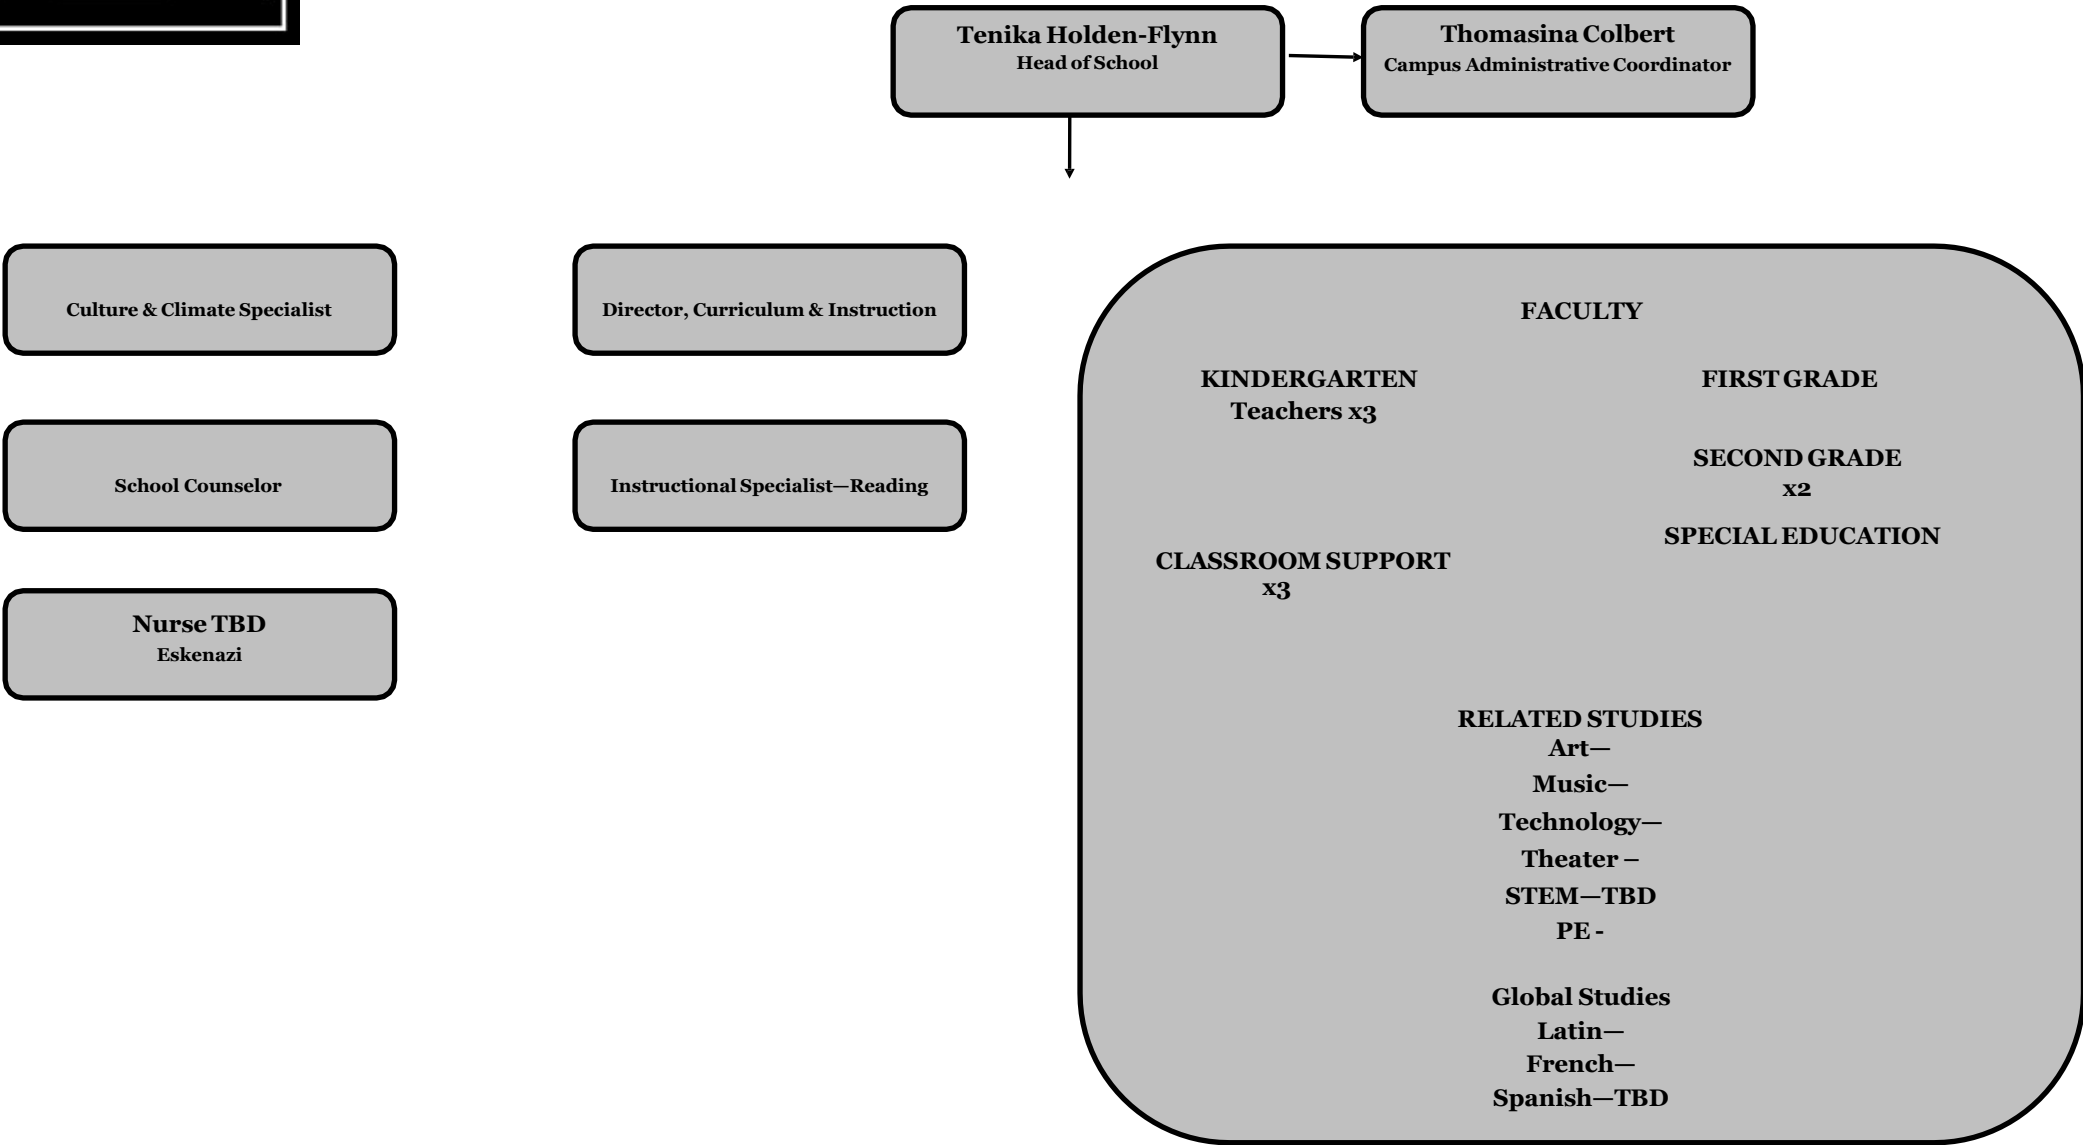 Tenika Holden-Flynn
Head of School
Thomasina Colbert
Campus Administrative Coordinator
Culture & Climate Specialist
Director, Curriculum & Instruction
School Counselor
Instructional Specialist—Reading
Nurse TBD
Eskenazi
FACULTY
KINDERGARTEN
Teachers x3
FIRST GRADE
SECOND GRADE
x2
SPECIAL EDUCATION
CLASSROOM SUPPORT
x3
RELATED STUDIES
Art—
Music—
Technology—
Theater –
STEM—TBD
PE -
Global Studies
Latin—
French—
Spanish—TBD